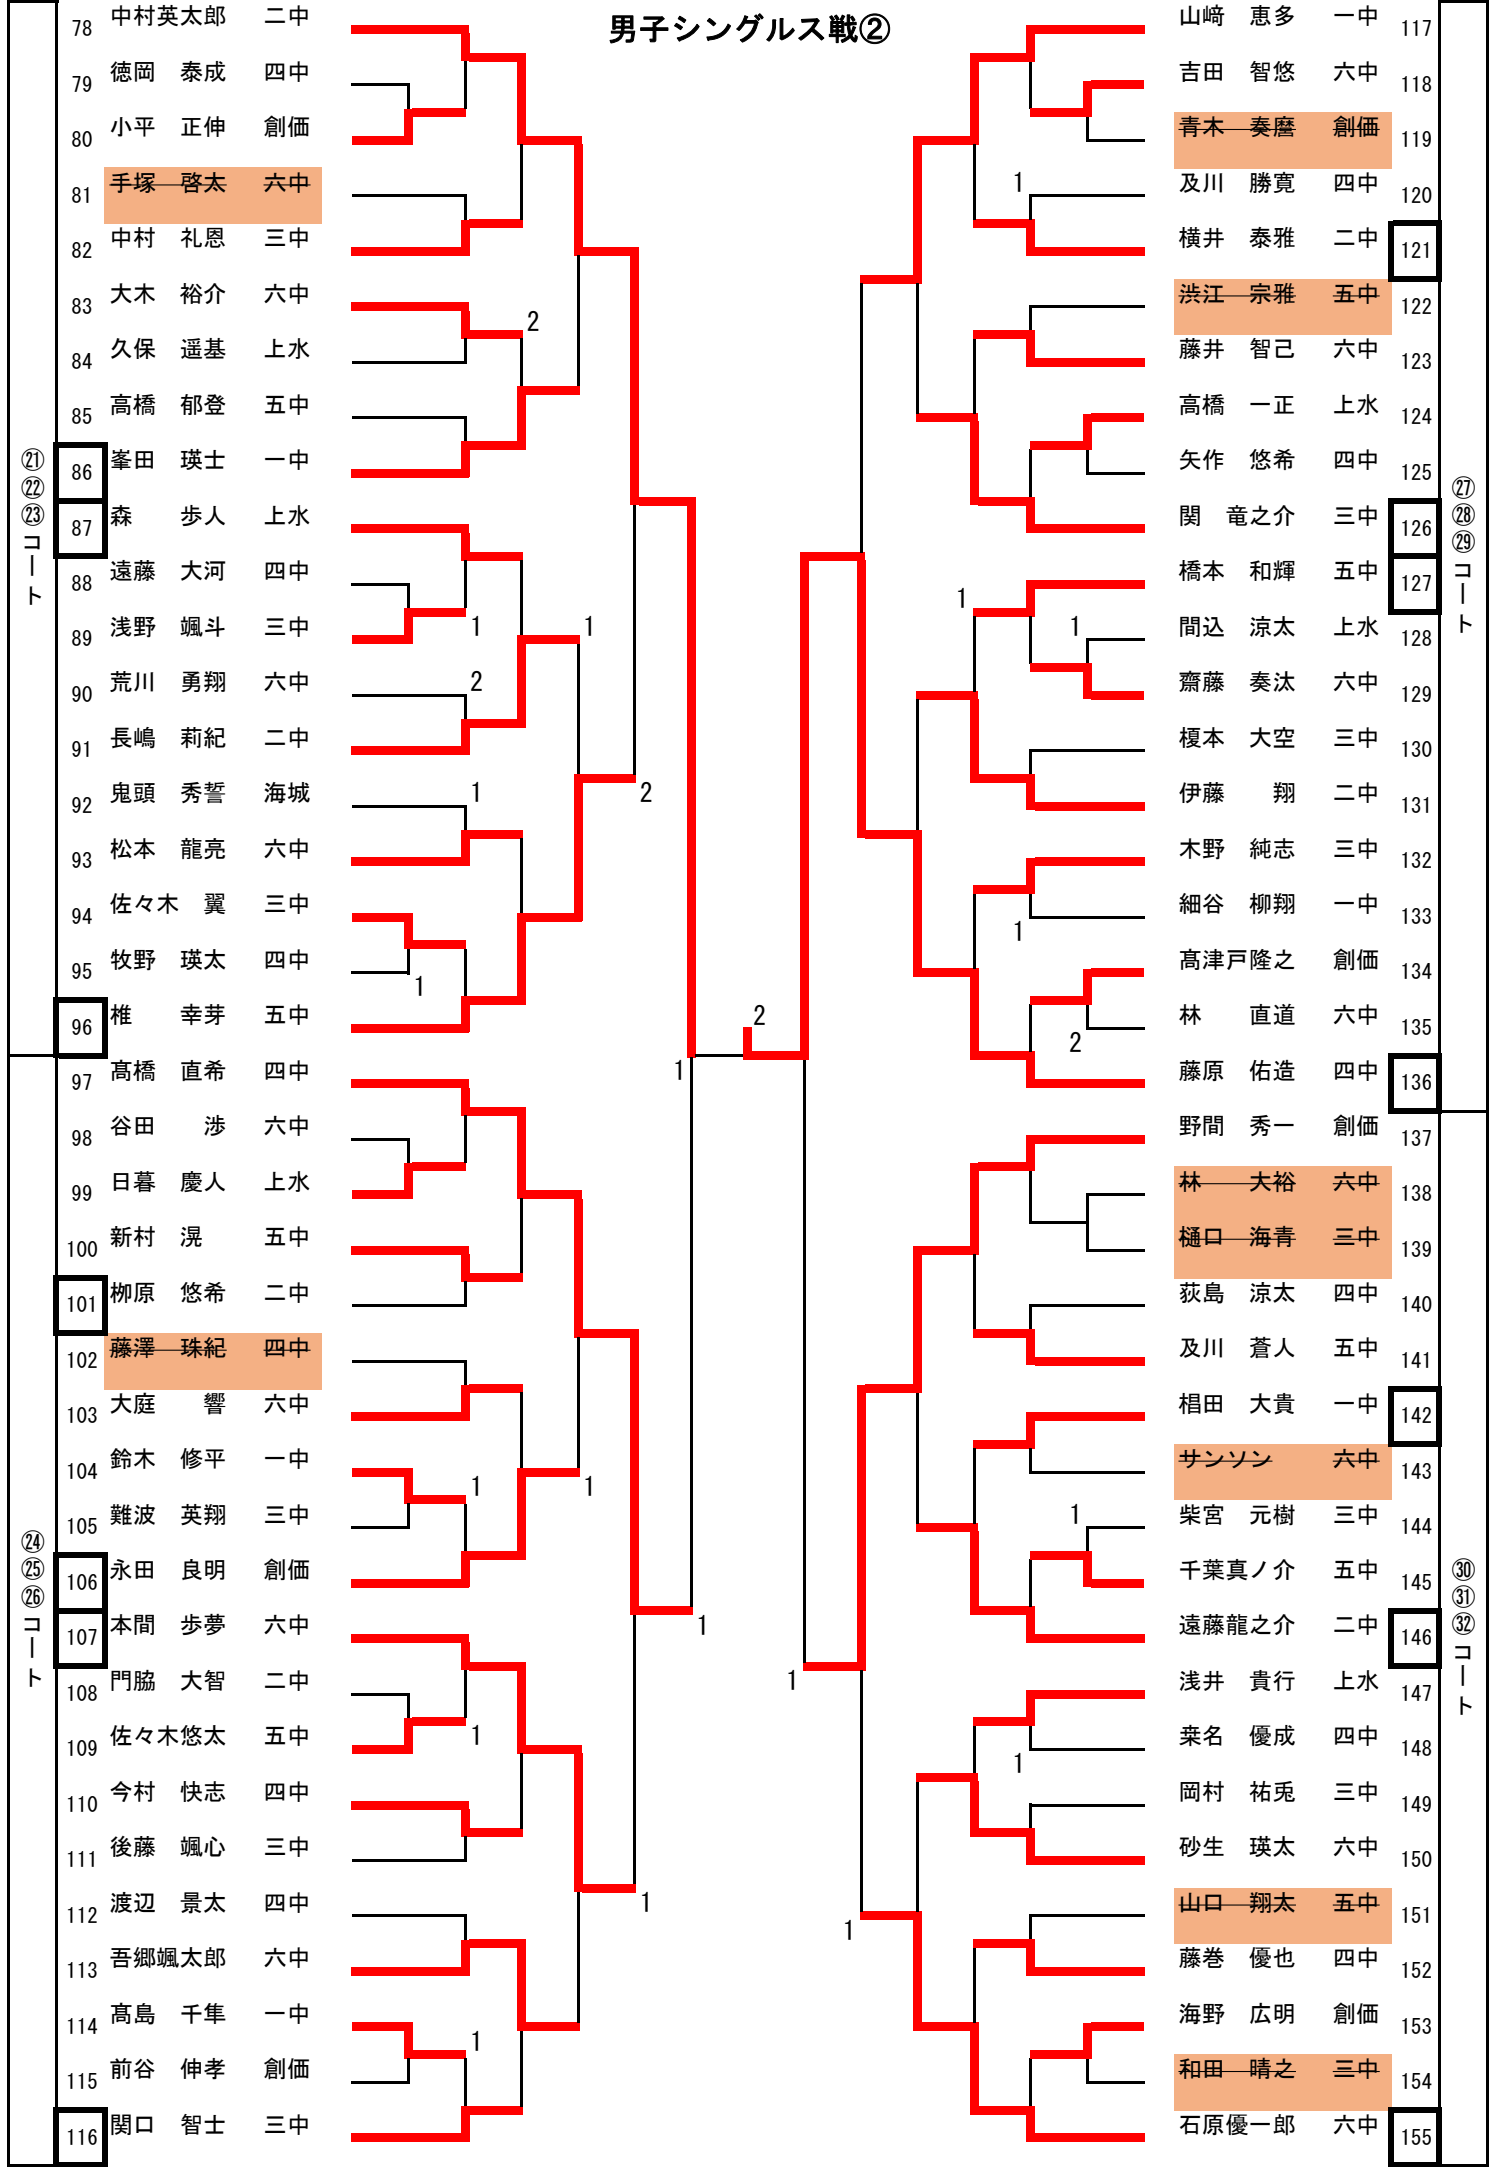 男子シングルス戦②
78 中村英太郎 二中
79 徳岡 泰成 四中
80 小平 正伸 創価
81 手塚 啓太 六中
82 中村 礼恩 三中
83 大木 裕介 六中
84 久保 遥基 上水
85 高橋 郁登 五中
86 峯田 瑛士 一中
87 森 歩人 上水
88 遠藤 大河 四中
89 浅野 颯斗 三中
90 荒川 勇翔 六中
91 長嶋 莉紀 二中
92 鬼頭 秀誓 海城
93 松本 龍亮 六中
94 佐々木 翼 三中
95 牧野 瑛太 四中
96 椎 幸芽 五中
97 髙橋 直希 四中
98 谷田 渉 六中
99 日暮 慶人 上水
100 新村 滉 五中
101 栁原 悠希 二中
102 藤澤 珠紀 四中
103 大庭 響 六中
104 鈴木 修平 一中
105 難波 英翔 三中
106 永田 良明 創価
107 本間 歩夢 六中
108 門脇 大智 二中
109 佐々木悠太 五中
110 今村 快志 四中
111 後藤 颯心 三中
112 渡辺 景太 四中
113 吾郷颯太郎 六中
114 髙島 千隼 一中
115 前谷 伸孝 創価
116 関口 智士 三中
㉑㉒㉓コート
㉔㉕㉖コート
2
1
1
2
1
2
1
1
1
1
1
1
1
1
2
1
1
1
1
1
1
2
1
1
1
山﨑 恵多 一中 117
吉田 智悠 六中 118
青木 奏麿 創価 119
及川 勝寛 四中 120
横井 泰雅 二中 121
渋江 宗雅 五中 122
藤井 智己 六中 123
高橋 一正 上水 124
矢作 悠希 四中 125
関 竜之介 三中 126
橋本 和輝 五中 127
間込 涼太 上水 128
齋藤 奏汰 六中 129
榎本 大空 三中 130
伊藤 翔 二中 131
木野 純志 三中 132
細谷 柳翔 一中 133
髙津戸隆之 創価 134
林 直道 六中 135
藤原 佑造 四中 136
野間 秀一 創価 137
林 大裕 六中 138
樋口 海青 三中 139
荻島 涼太 四中 140
及川 蒼人 五中 141
椙田 大貴 一中 142
サンソン 六中 143
柴宮 元樹 三中 144
千葉真ノ介 五中 145
遠藤龍之介 二中 146
浅井 貴行 上水 147
桒名 優成 四中 148
岡村 祐兎 三中 149
砂生 瑛太 六中 150
山口 翔太 五中 151
藤巻 優也 四中 152
海野 広明 創価 153
和田 晴之 三中 154
石原優一郎 六中 155
㉗㉘㉙コート
㉚㉛㉜コート